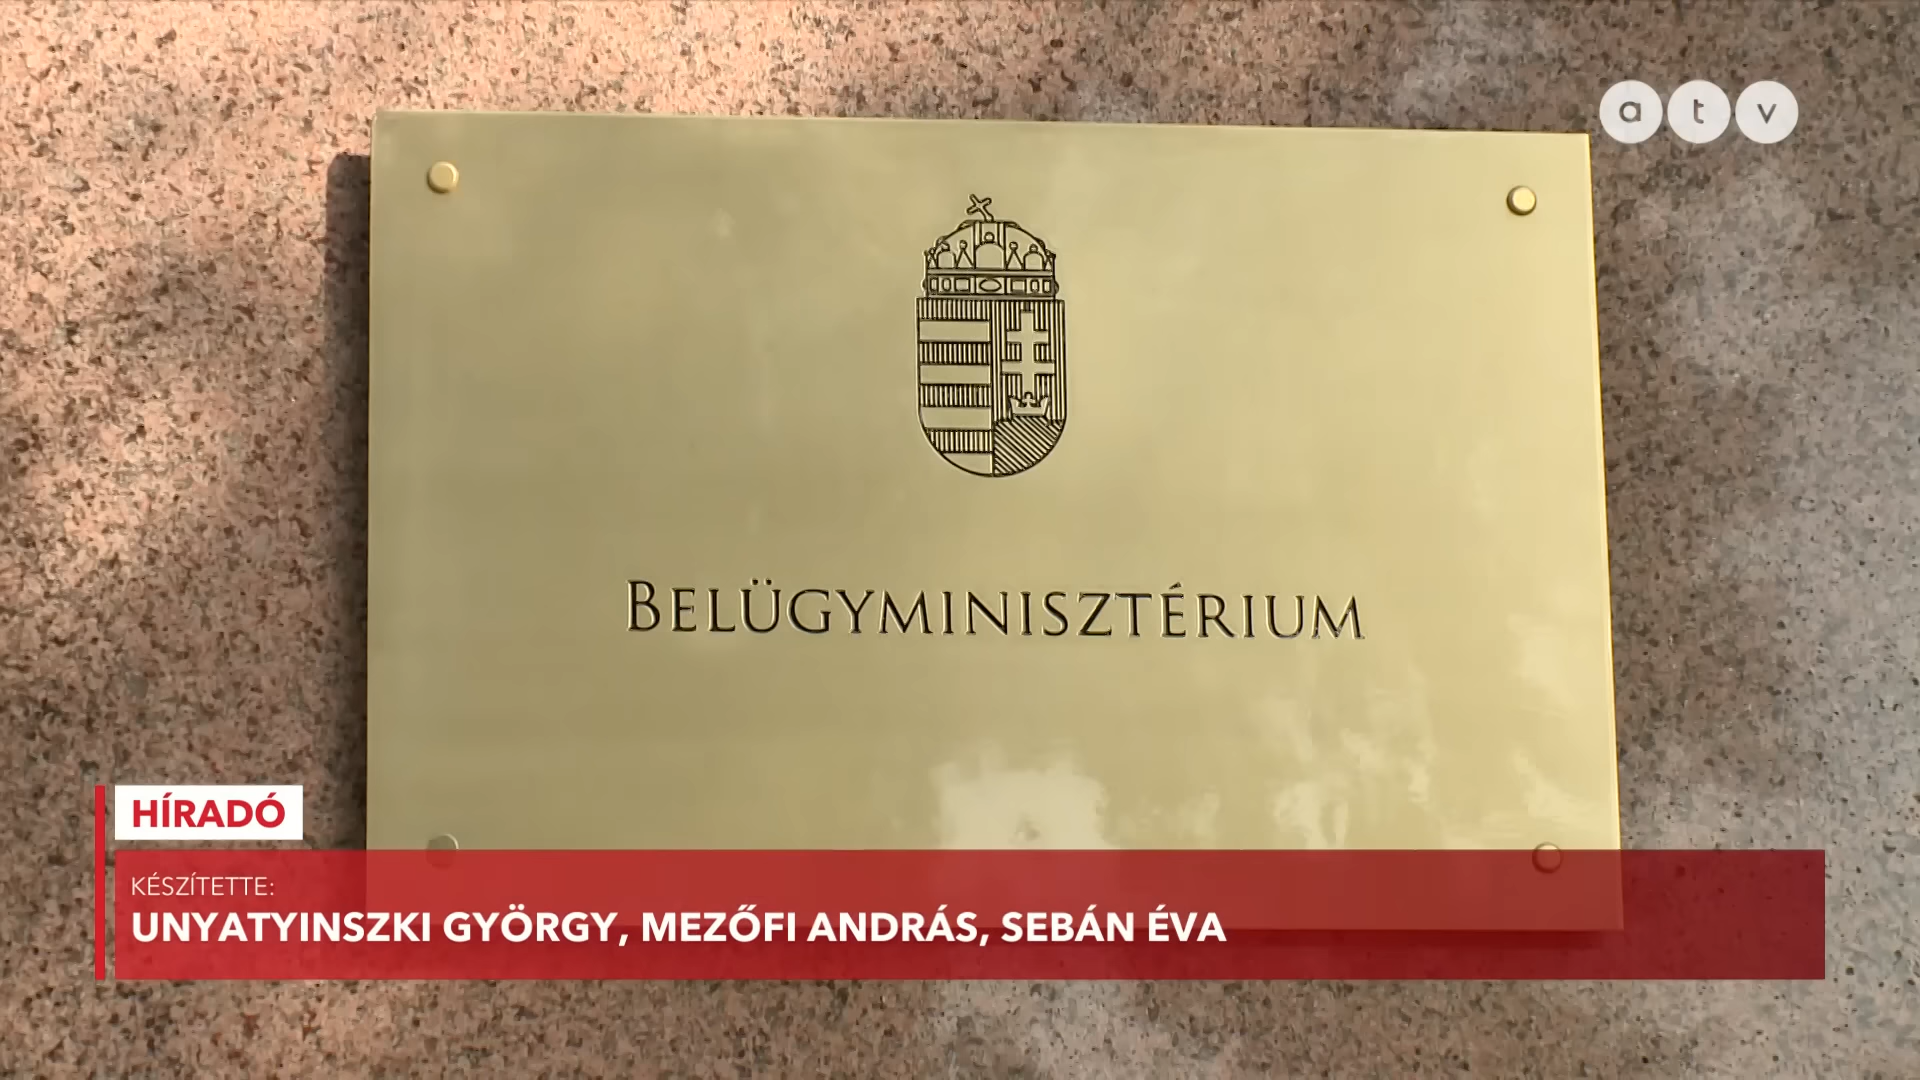 atv
BELÜGYMINISZTÉRIUM
HÍRADÓ
KÉSZÍTETTE:
UNYATYINSZKI GYÖRGY, MEZŐFI ANDRÁS, SEBÁN ÉVA